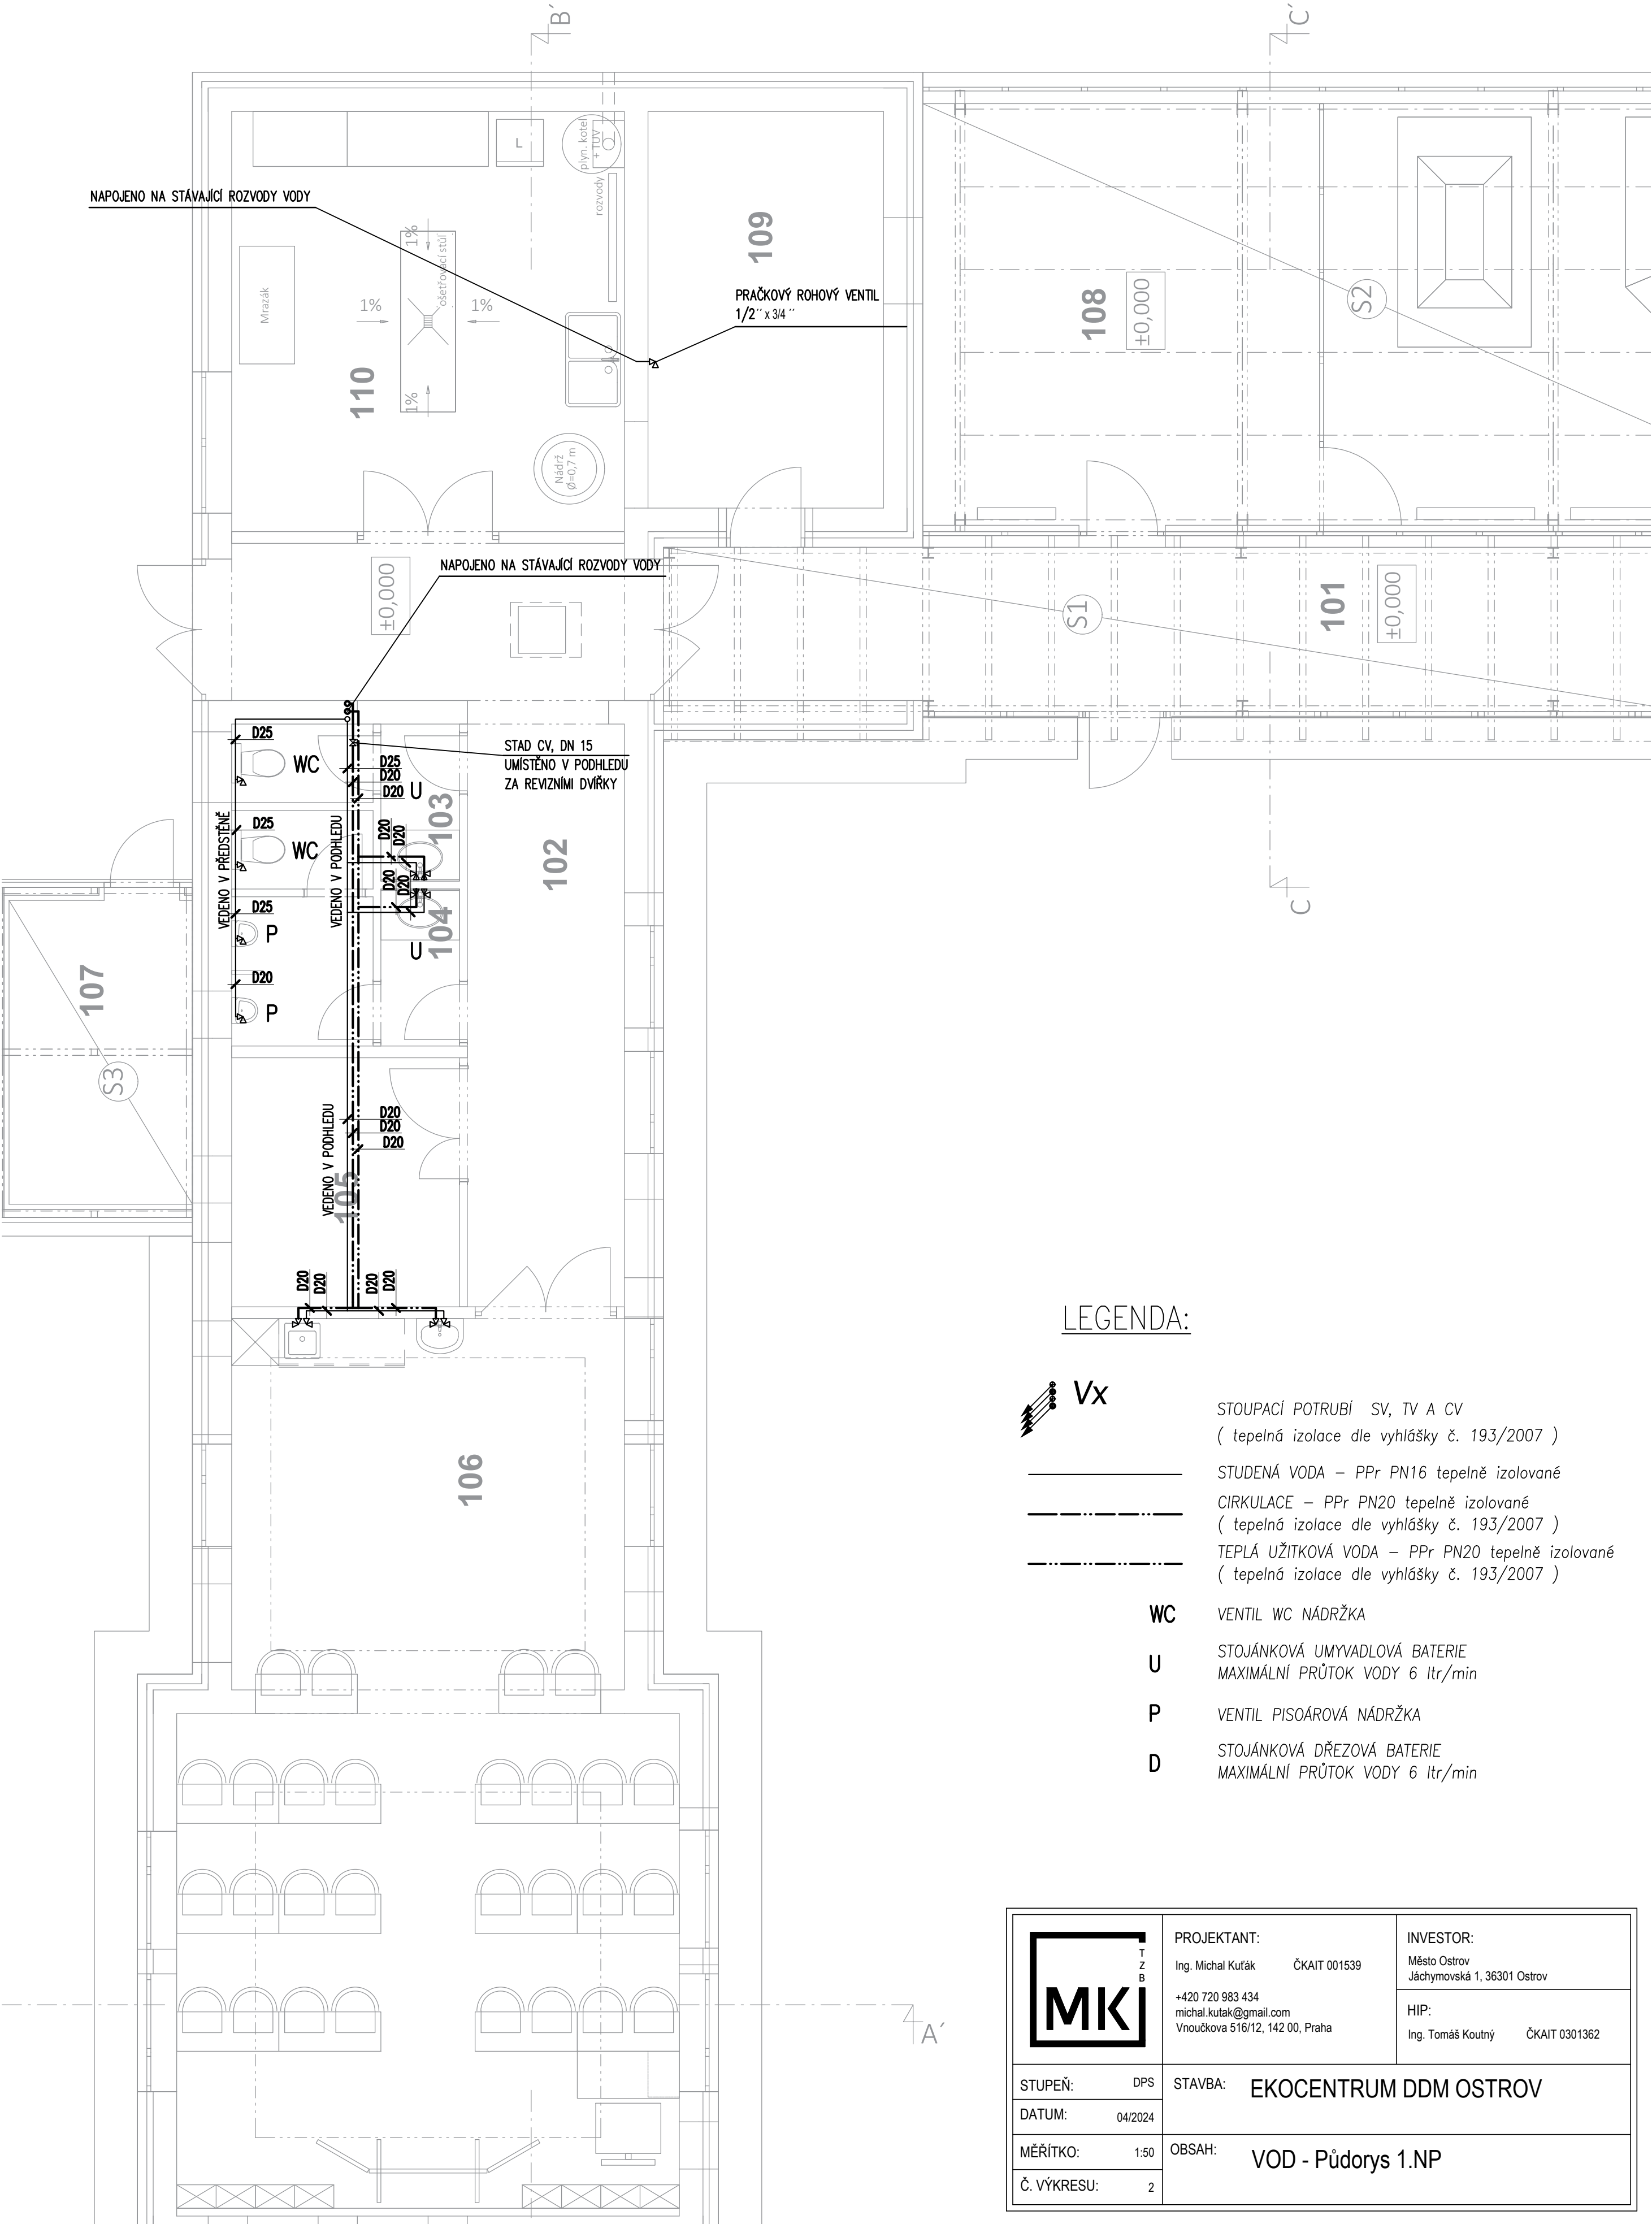 B´
C´
L
plyn. kotel
+ TUV
rozvody
NAPOJENO NA STÁVAJÍCÍ ROZVODY VODY
109
1%
ošetřovací stůl
Mrazák
1%
1%
PRAČKOVÝ ROHOVÝ VENTIL
1/2´´ x 3/4 ´´
108
±0,000
S2
110
1%
Nádrž
Ø=0,7 m
NAPOJENO NA STÁVAJÍCÍ ROZVODY VODY
±0,000
S1
101
±0,000
D25
WC
STAD CV, DN 15
UMÍSTĚNO V PODHLEDU
ZA REVIZNÍMI DVÍŘKY
D25
D20
D20
U
103
D25
WC
VEDENO V PŘEDSTĚNĚ
VEDENO V PODHLEDU
D20
D20
D20
D20
102
C
D25
P
104
U
D20
P
107
S3
VEDENO V PODHLEDU
D20
D20
D20
105
D20
D20
D20
D20
106
LEGENDA:
Vx
STOUPACÍ POTRUBÍ SV, TV A CV
( tepelná izolace dle vyhlášky č. 193/2007 )
STUDENÁ VODA – PPr PN16 tepelně izolované
CIRKULACE – PPr PN20 tepelně izolované
( tepelná izolace dle vyhlášky č. 193/2007 )
TEPLÁ UŽITKOVÁ VODA – PPr PN20 tepelně izolované
( tepelná izolace dle vyhlášky č. 193/2007 )
WC VENTIL WC NÁDRŽKA
U STOJÁNKOVÁ UMYVADLOVÁ BATERIE
MAXIMÁLNÍ PRŮTOK VODY 6 ltr/min
P VENTIL PISOÁROVÁ NÁDRŽKA
D STOJÁNKOVÁ DŘEZOVÁ BATERIE
MAXIMÁLNÍ PRŮTOK VODY 6 ltr/min
A´
MK
TZB
PROJEKTANT:
Ing. Michal Kuťák ČKAIT 001539
+420 720 983 434
michal.kutak@gmail.com
Vnoučkova 516/12, 142 00, Praha
INVESTOR:
Město Ostrov
Jáchymovská 1, 36301 Ostrov
HIP:
Ing. Tomáš Koutný ČKAIT 0301362
STUPEŇ: DPS
STAVBA: EKOCENTRUM DDM OSTROV
DATUM: 04/2024
MĚŘÍTKO: 1:50
OBSAH: VOD - Půdorys 1.NP
Č. VÝKRESU: 2